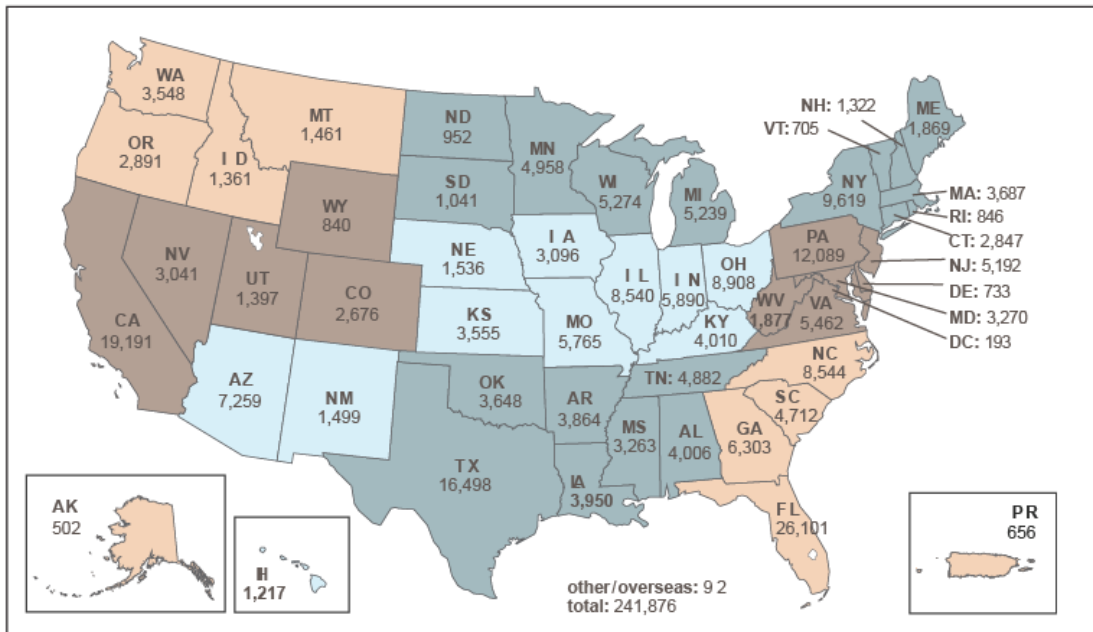 WA
3,548
OR
2,891
I D
1,361
MT
1,461
WY
840
NV
3,041
UT
1,397
CO
2,676
CA
19,191
AZ
7,259
NM
1,499
ND
952
SD
1,041
MN
4,958
WI
5,274
MI
5,239
NE
1,536
I A
3,096
KS
3,555
MO
5,765
I L
8,540
I N
5,890
OH
8,908
KY
4,010
OK
3,648
AR
3,864
TX
16,498
IA
3,950
MS
3,263
AL
4,006
TN: 4,882
NH: 1,322
VT: 705
ME
1,869
NY
9,619
MA: 3,687
RI: 846
CT: 2,847
PA
12,089
NJ: 5,192
DE: 733
MD: 3,270
DC: 193
WV
1,877
VA
5,462
NC
8,544
SC
4,712
GA
6,303
FL
26,101
AK
502
IH
1,217
PR
656
other/overseas: 9 2
total: 241,876